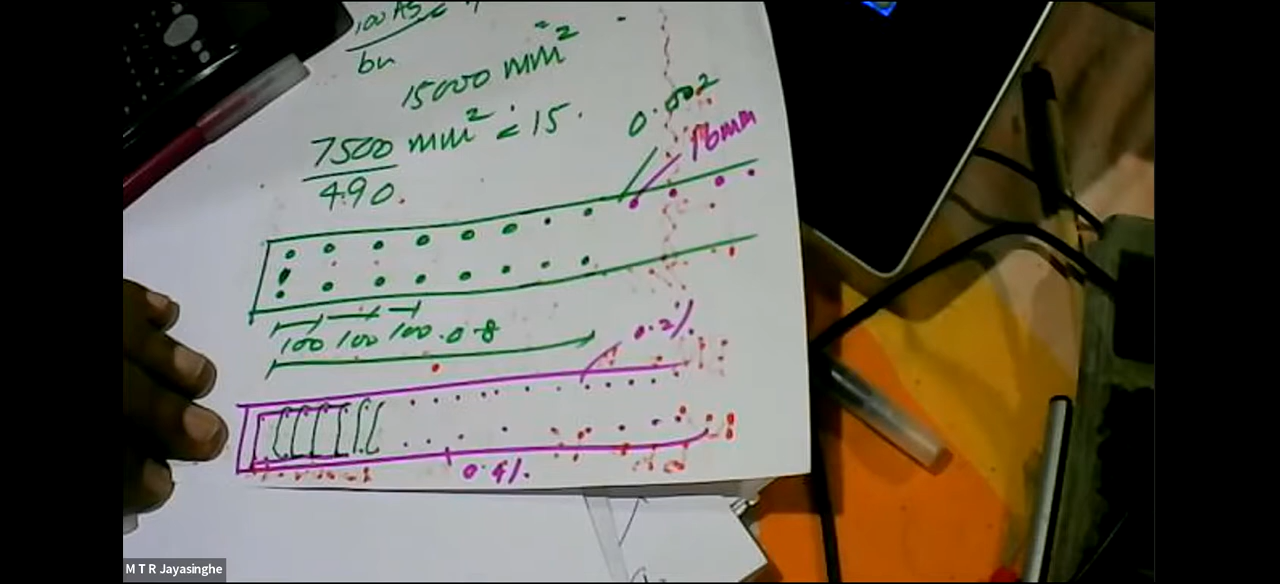 100 AS
bh
15000 mm²
7500 mm² = 15.
490.
0.002
16mm
100 100 100 0.8
0.2%
0.4%
M T R Jayasinghe